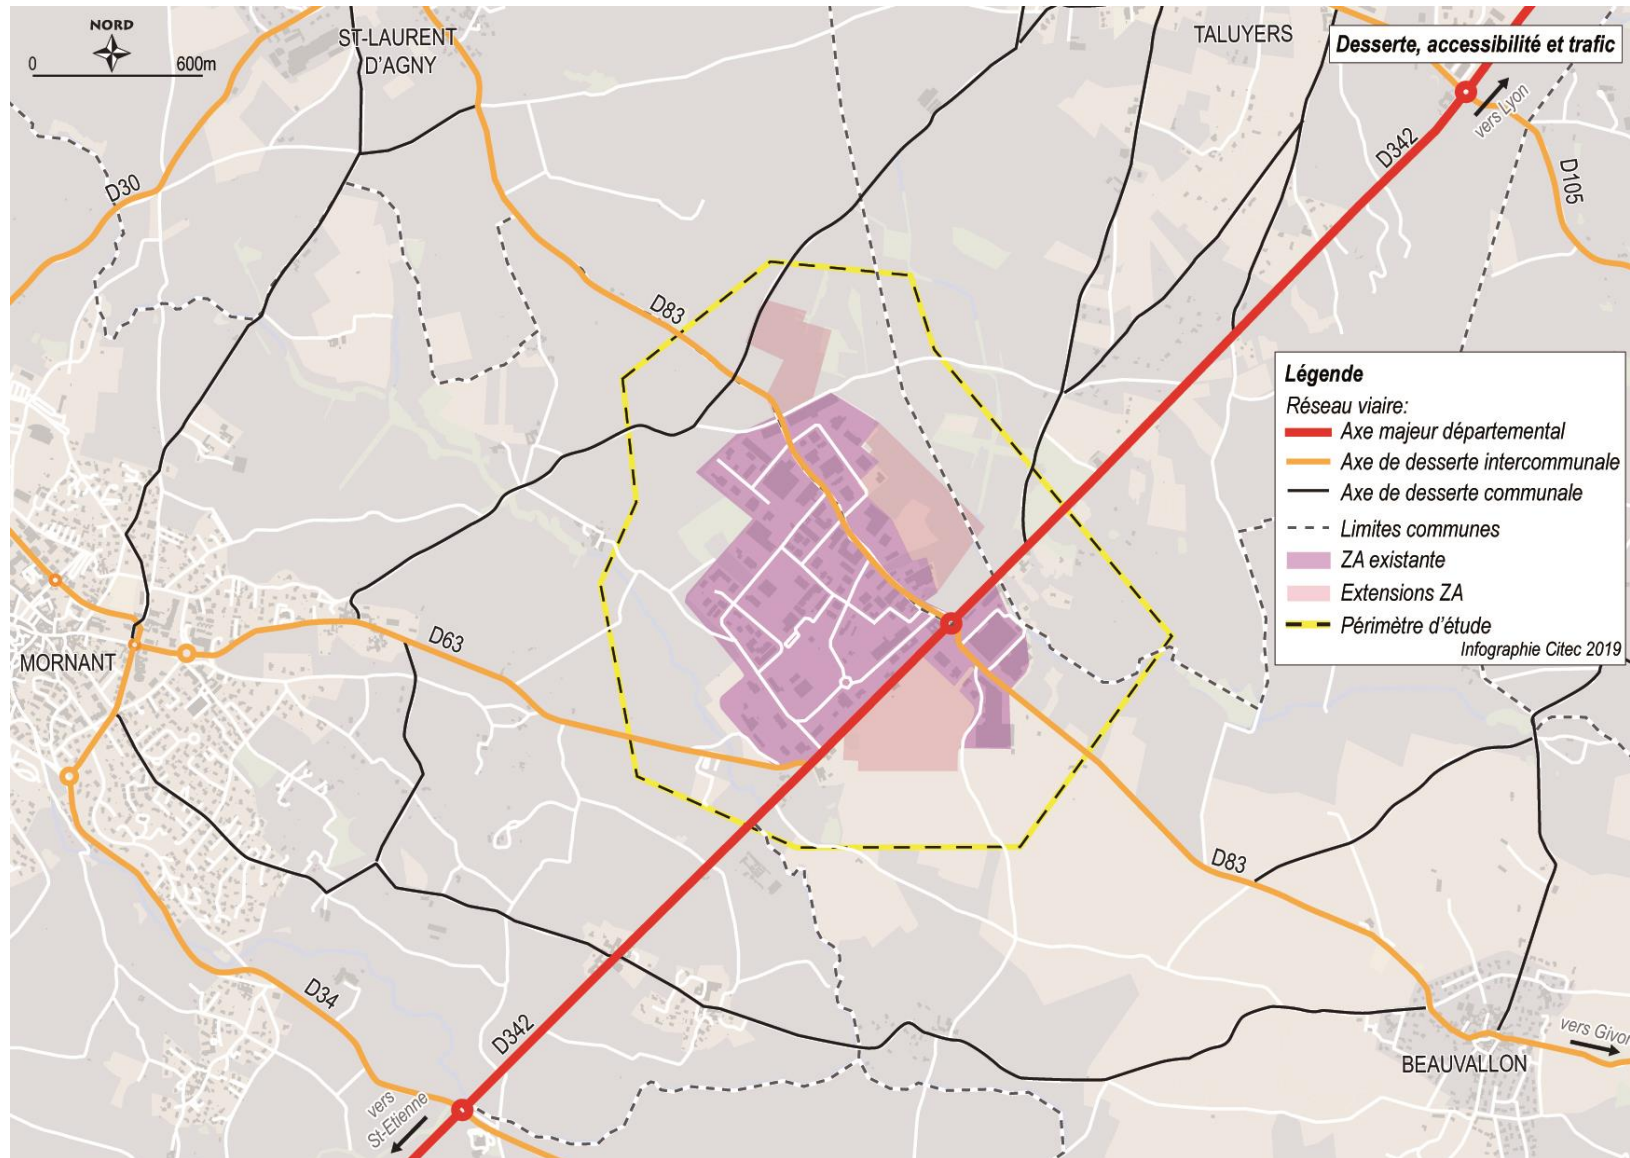 NORD
0 600m
ST-LAURENT
D'AGNY
TALUYERS
Desserte, accessibilité et trafic
vers Lyon
D342
D105
D30
D83
Légende
Réseau viaire:
Axe majeur départemental
Axe de desserte intercommunale
Axe de desserte communale
Limites communes
ZA existante
Extensions ZA
Périmètre d'étude
Infographie Citec 2019
D63
MORNANT
D83
D34
D342
vers
St-Etienne
BEAUVALLON
vers Givor